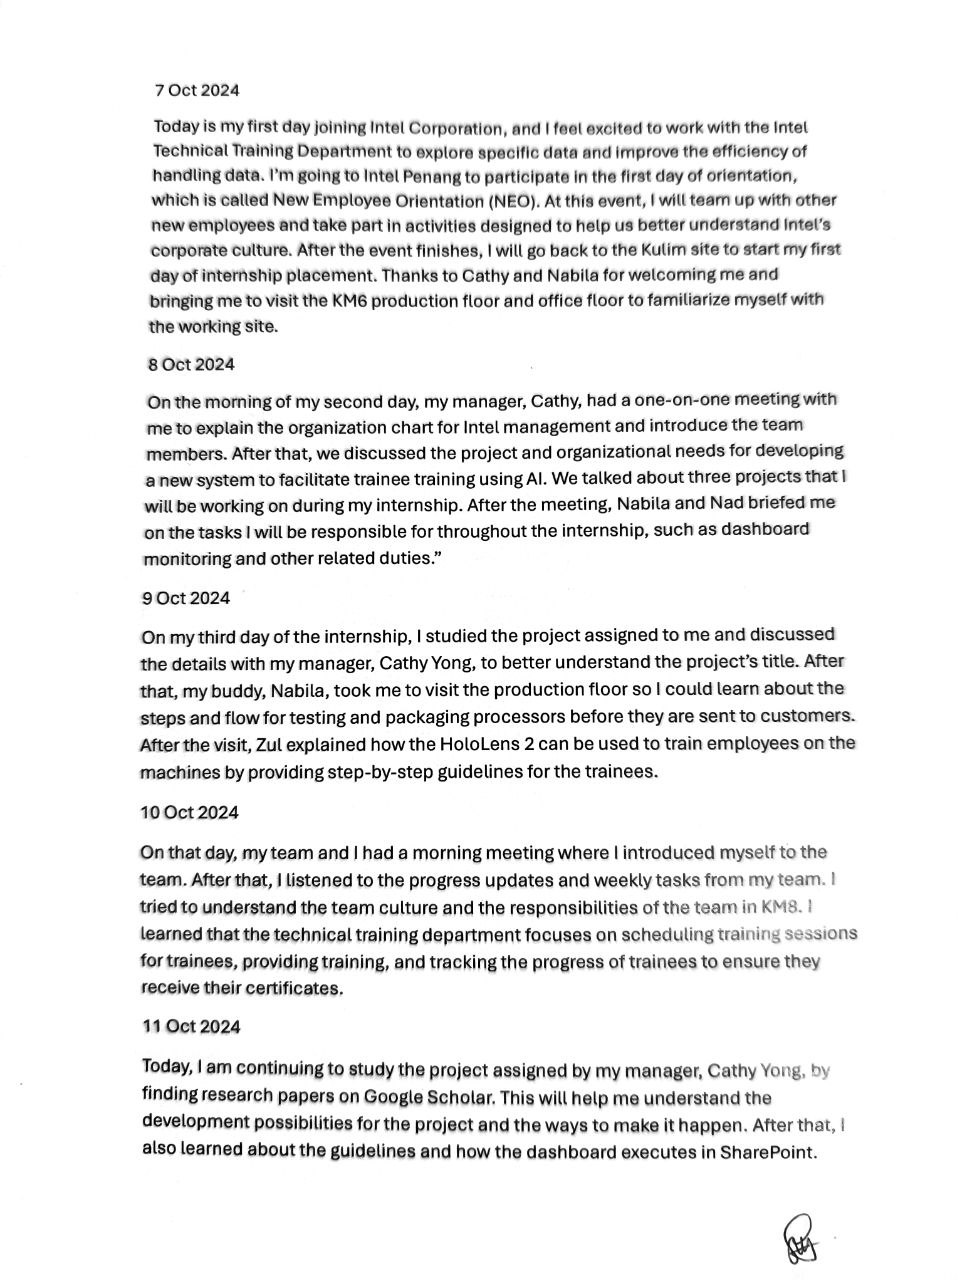 7 Oct 2024
Today is my first day joining Intel Corporation, and I feel excited to work with the Intel
Technical Training Department to explore specific data and improve the efficiency of
handling data. I'm going to Intel Penang to participate in the first day of orientation,
which is called New Employee Orientation (NEO). At this event, I will team up with other
new employees and take part in activities designed to help us better understand Intel's
corporate culture. After the event finishes, I will go back to the Kulim site to start my first
day of internship placement. Thanks to Cathy and Nabila for welcoming me and
bringing me to visit the KM6 production floor and office floor to familiarize myself with
the working site.
8 Oct 2024
On the morning of my second day, my manager, Cathy, had a one-on-one meeting with
me to explain the organization chart for Intel management and introduce the team
members. After that, we discussed the project and organizational needs for developing
a new system to facilitate trainee training using AI. We talked about three projects that I
will be working on during my internship. After the meeting, Nabila and Nad briefed me
on the tasks I will be responsible for throughout the internship, such as dashboard
monitoring and other related duties.”
9 Oct 2024
On my third day of the internship, I studied the project assigned to me and discussed
the details with my manager, Cathy Yong, to better understand the project's title. After
that, my buddy, Nabila, took me to visit the production floor so I could learn about the
steps and flow for testing and packaging processors before they are sent to customers.
After the visit, Zul explained how the HoloLens 2 can be used to train employees on the
machines by providing step-by-step guidelines for the trainees.
10 Oct 2024
On that day, my team and I had a morning meeting where I introduced myself to the
team. After that, I listened to the progress updates and weekly tasks from my team. I
tried to understand the team culture and the responsibilities of the team in KM8. I
learned that the technical training department focuses on scheduling training sessions
for trainees, providing training, and tracking the progress of trainees to ensure they
receive their certificates.
11 Oct 2024
Today, I am continuing to study the project assigned by my manager, Cathy Yong, by
finding research papers on Google Scholar. This will help me understand the
development possibilities for the project and the ways to make it happen. After that, I
also learned about the guidelines and how the dashboard executes in SharePoint.